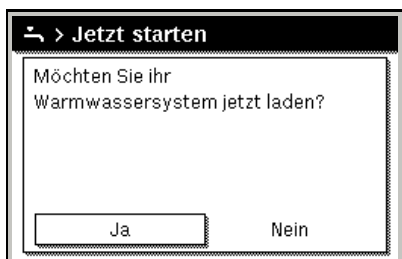 > Jetzt starten
Möchten Sie ihr
Warmwassersystem jetzt laden?
Ja
Nein